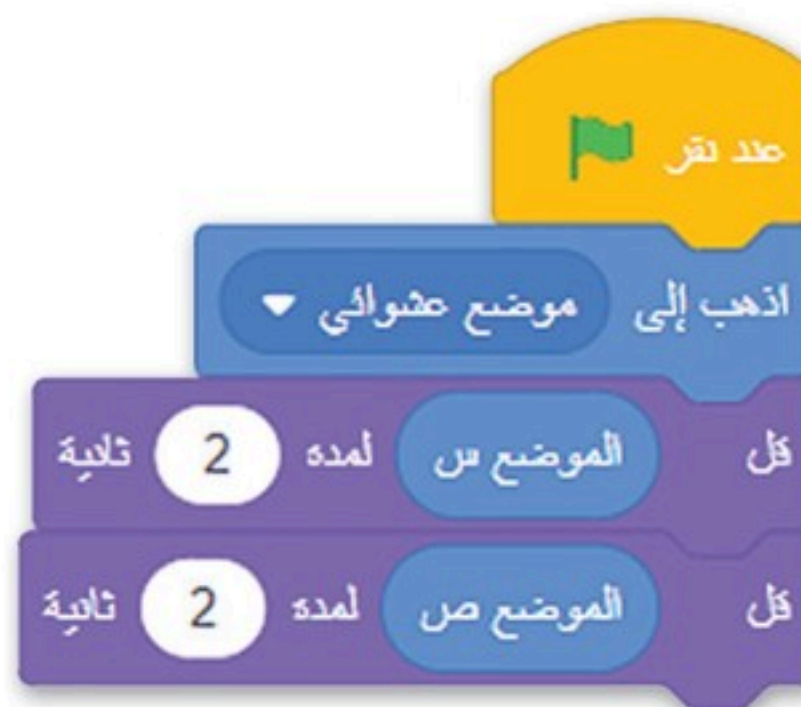 عند نقر
اذهب إلى موضع عشوائي
قل الموضع س لمدة 2 ثانية
قل الموضع ص لمدة 2 ثانية